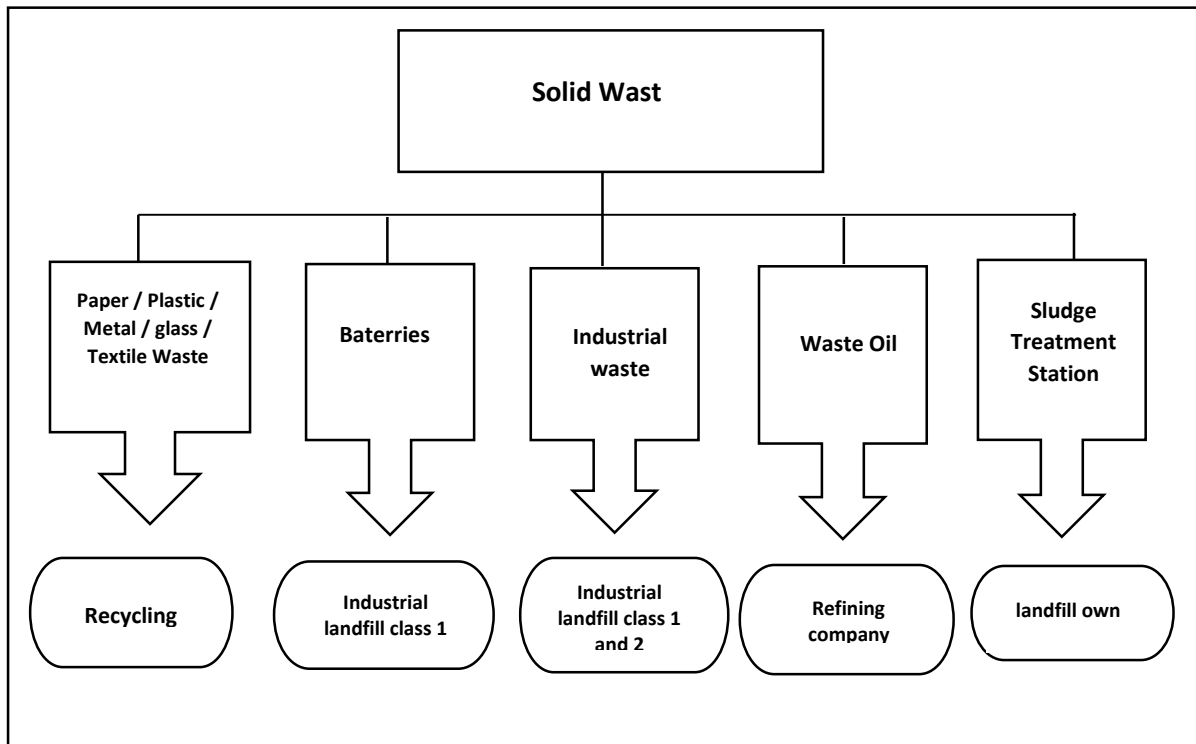 Solid Wast
Paper / Plastic /
Metal / glass /
Textile Waste
Baterries
Industrial
waste
Waste Oil
Sludge
Treatment
Station
Recycling
Industrial
landfill class 1
Industrial
landfill class 1
and 2
Refining
company
landfill own